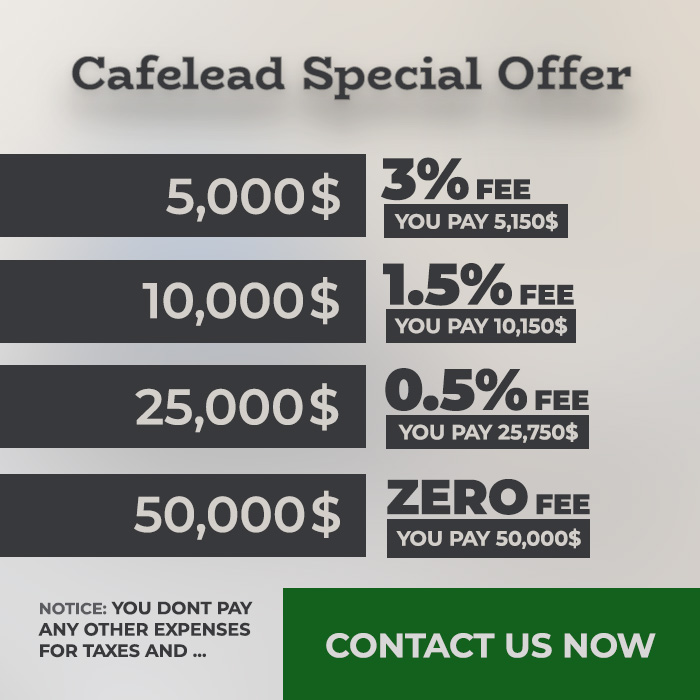 Cafelead Special Offer
5,000$
3% FEE
YOU PAY 5,150$
10,000$
1.5% FEE
YOU PAY 10,150$
25,000$
0.5% FEE
YOU PAY 25,750$
50,000$
ZERO FEE
YOU PAY 50,000$
NOTICE: YOU DONT PAY
ANY OTHER EXPENSES
FOR TAXES AND ...
CONTACT US NOW